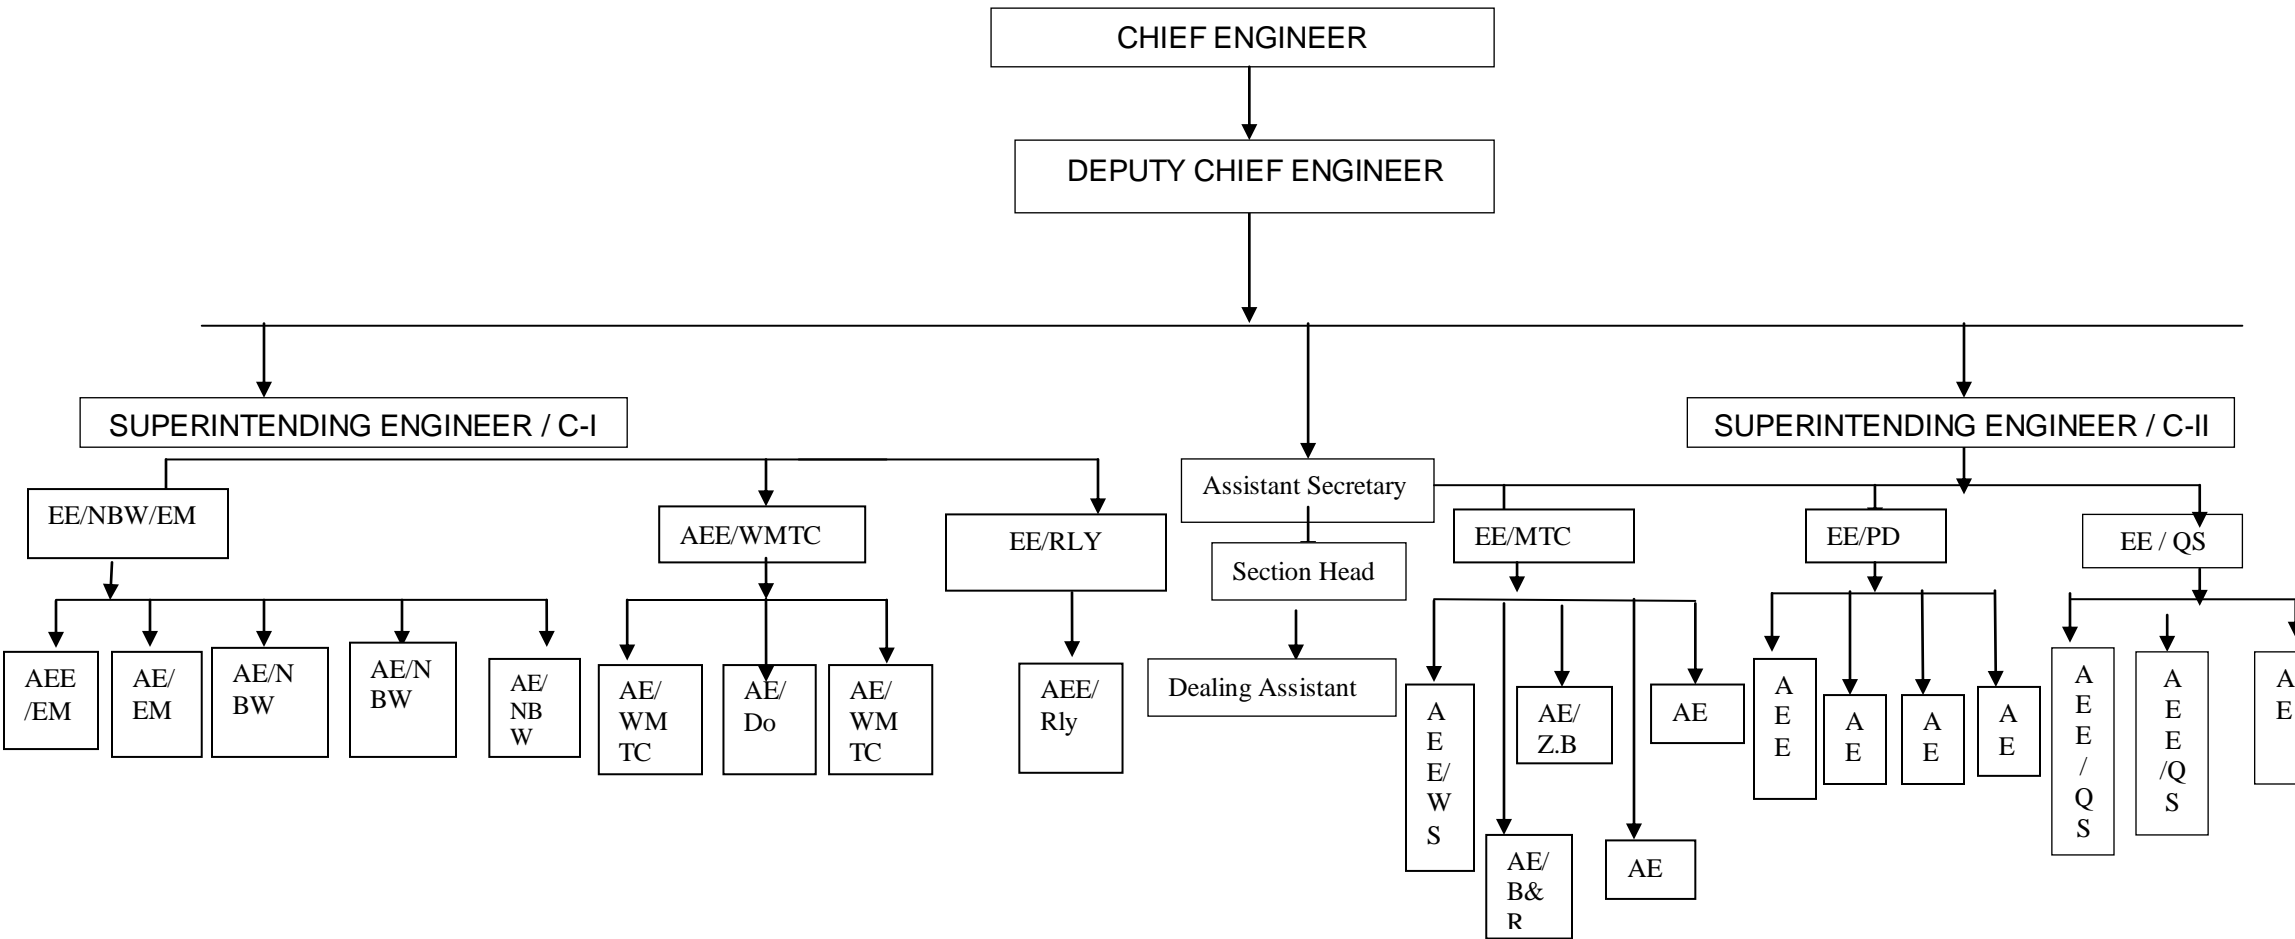 CHIEF ENGINEER
DEPUTY CHIEF ENGINEER
SUPERINTENDING ENGINEER / C-I
SUPERINTENDING ENGINEER / C-II
Assistant Secretary
EE/NBW/EM
AEE/WMTC
EE/RLY
Section Head
EE/MTC
EE/PD
EE / QS
AEE
/EM
AE/
EM
AE/N
BW
AE/N
BW
AE/
NB
W
AE/
WM
TC
AE/
Do
AE/
WM
TC
AEE/
Rly
Dealing Assistant
A
E
E/
W
S
AE/
B&
R
AE/
Z.B
AE
AE
A
E
E
A
E
A
E
A
E
A
E
E
/
Q
S
A
E
E
/Q
S
A
E